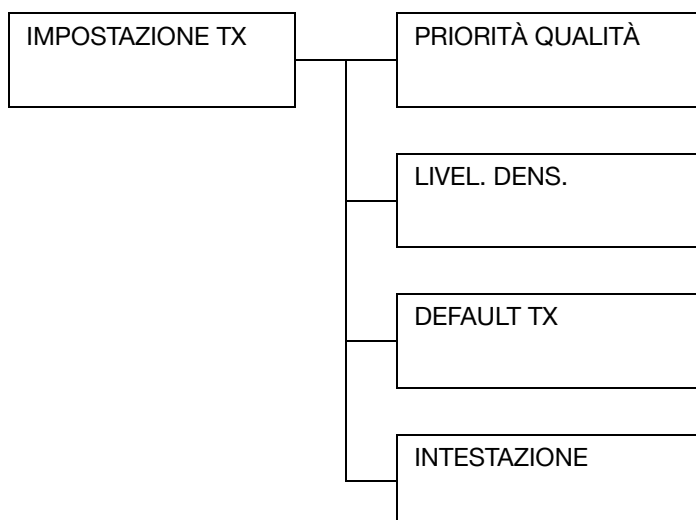 IMPOSTAZIONE TX
PRIORITÀ QUALITÀ
LIVEL. DENS.
DEFAULT TX
INTESTAZIONE